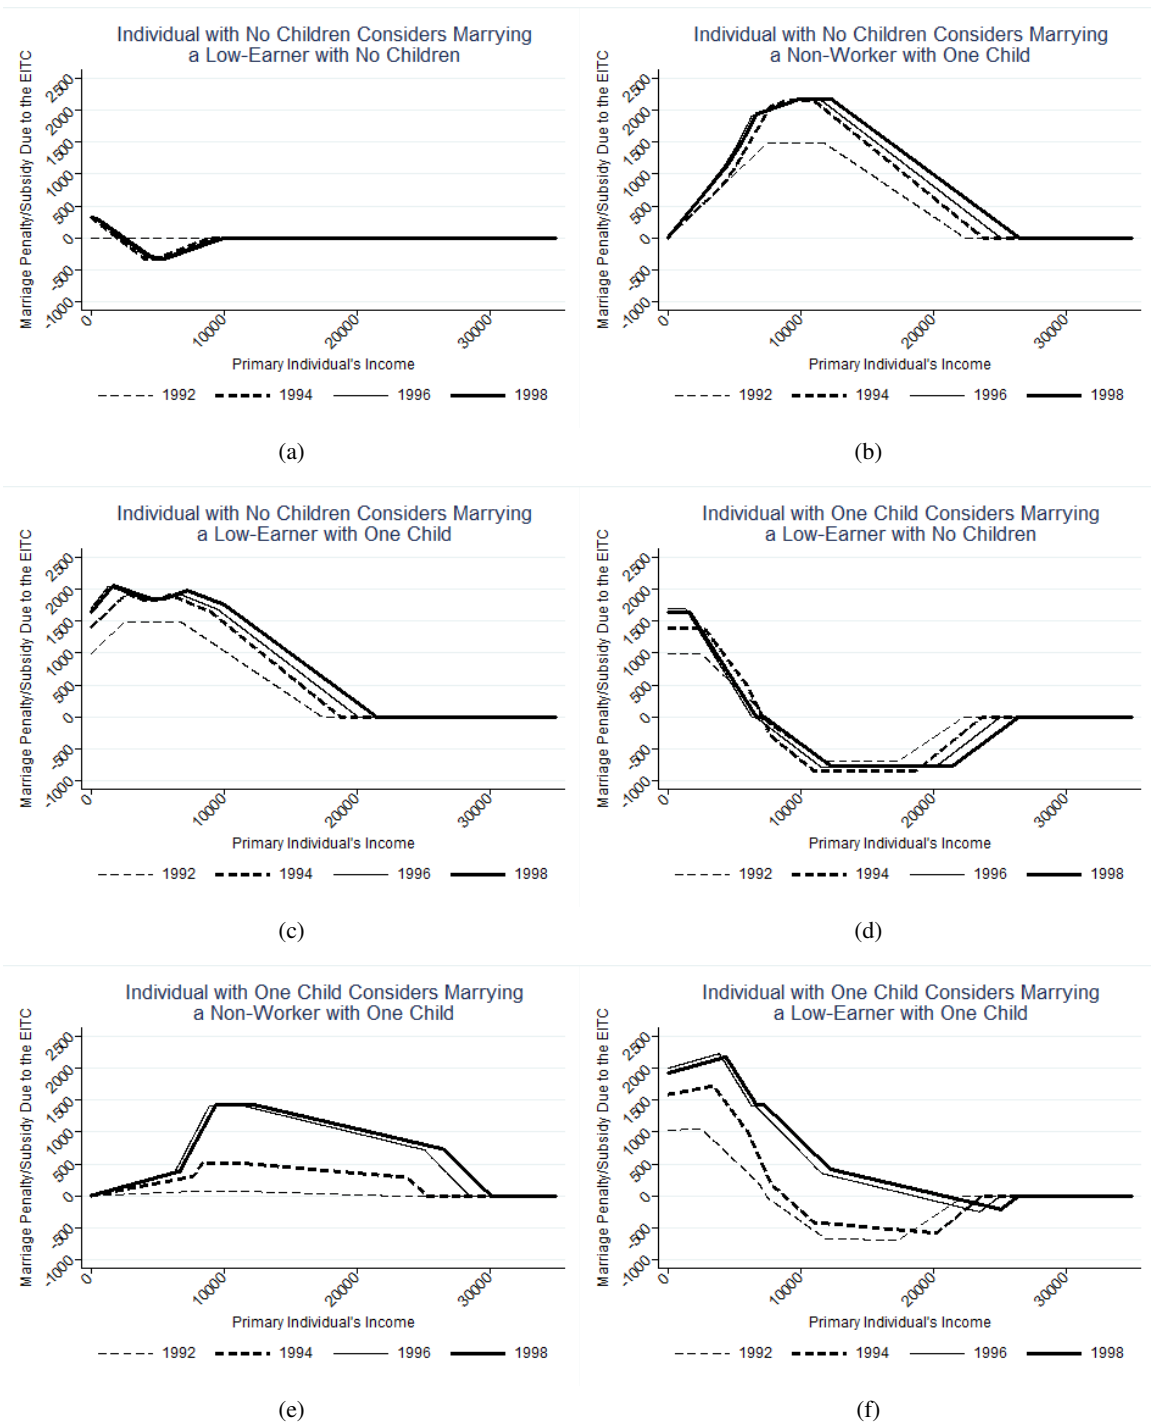 Individual with No Children Considers Marrying
a Low-Earner with No Children
Marriage Penalty/Subsidy Due to the EITC
2500
2000
1500
1000
500
0
-500
-1000
0
10000
20000
30000
Primary Individual's Income
1992 1994 1996 1998
(a)
Individual with No Children Considers Marrying
a Non-Worker with One Child
Marriage Penalty/Subsidy Due to the EITC
2500
2000
1500
1000
500
0
-500
-1000
0
10000
20000
30000
Primary Individual's Income
1992 1994 1996 1998
(b)
Individual with No Children Considers Marrying
a Low-Earner with One Child
Marriage Penalty/Subsidy Due to the EITC
2500
2000
1500
1000
500
0
-500
-1000
0
10000
20000
30000
Primary Individual's Income
1992 1994 1996 1998
(c)
Individual with One Child Considers Marrying
a Low-Earner with No Children
Marriage Penalty/Subsidy Due to the EITC
2500
2000
1500
1000
500
0
-500
-1000
0
10000
20000
30000
Primary Individual's Income
1992 1994 1996 1998
(d)
Individual with One Child Considers Marrying
a Non-Worker with One Child
Marriage Penalty/Subsidy Due to the EITC
2500
2000
1500
1000
500
0
-500
-1000
0
10000
20000
30000
Primary Individual's Income
1992 1994 1996 1998
(e)
Individual with One Child Considers Marrying
a Low-Earner with One Child
Marriage Penalty/Subsidy Due to the EITC
2500
2000
1500
1000
500
0
-500
-1000
0
10000
20000
30000
Primary Individual's Income
1992 1994 1996 1998
(f)